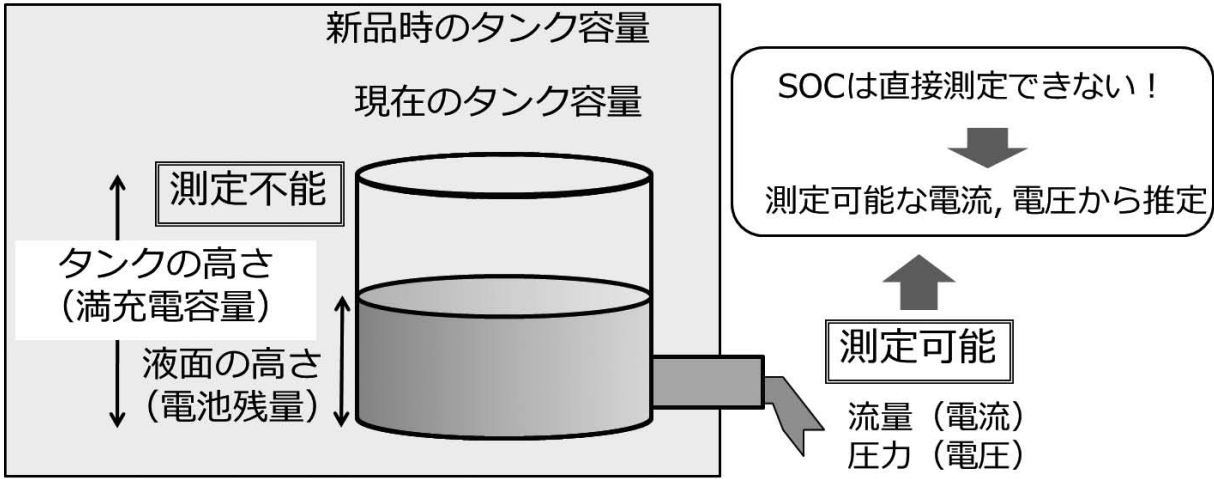 新品時のタンク容量
現在のタンク容量
測定不能
タンクの高さ
（満充電容量）
液面の高さ
（電池残量）
SOCは直接測定できない！
測定可能な電流, 電圧から推定
測定可能
流量（電流）
圧力（電圧）